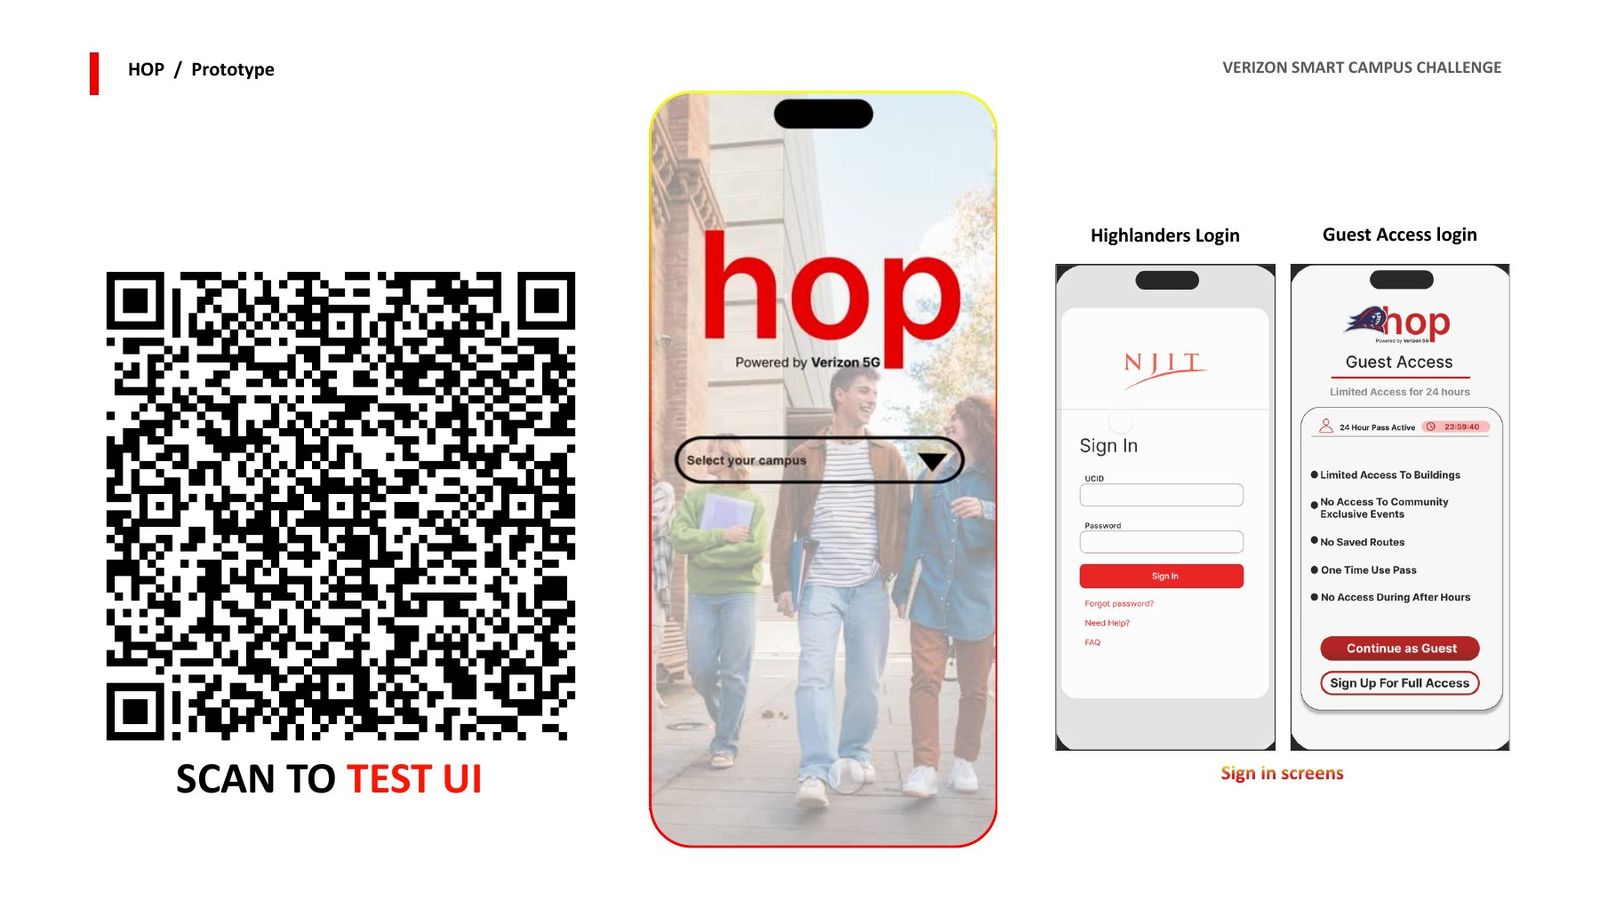 HOP / Prototype
VERIZON SMART CAMPUS CHALLENGE
hop
Powered by Verizon 5G
Select your campus
SCAN TO TEST UI
Highlanders Login
NJIT
Sign In
UCID
Password
Sign In
Forgot password?
Need Help?
FAQ
Guest Access login
hop
Powered by Verizon 5G
Guest Access
Limited Access for 24 hours
24 Hour Pass Active 23:59:40
Limited Access To Buildings
No Access To Community
Exclusive Events
No Saved Routes
One Time Use Pass
No Access During After Hours
Continue as Guest
Sign Up For Full Access
Sign in screens